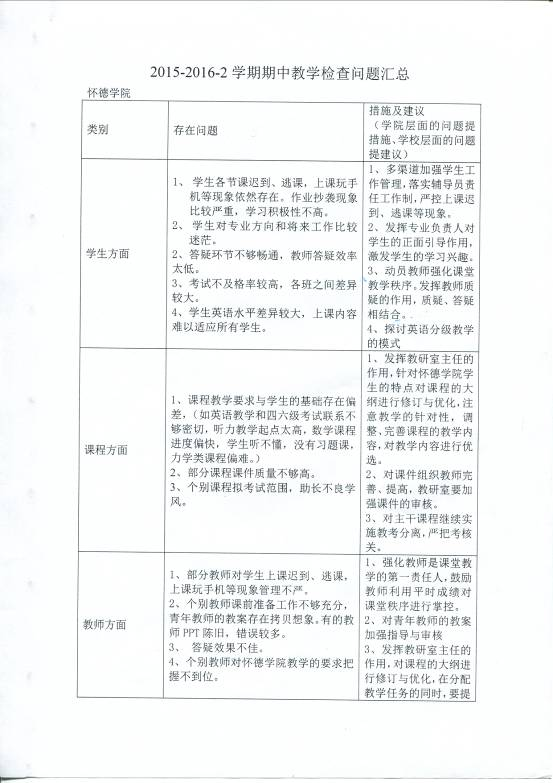 2015-2016-2 学期期中教学检查问题汇总
怀德学院
类别
存在问题
措施及建议
（学院层面的问题提
措施、学校层面的问题
提建议）
学生方面
1、 学生各节课迟到、逃课，上课玩手
机等现象依然存在。作业抄袭现象
比较严重，学习积极性不高。
2、 学生对专业方向和将来工作比较
迷茫。
2、答疑环节不够畅通，教师答疑效率
太低。
3、考试不及格率较高，各班之间差异
较大。
4、学生英语水平差异较大，上课内容
难以适应所有学生。
1、多渠道加强学生工
作管理，落实辅导员责
任工作制，严控上课迟
到、逃课等现象。
2、发挥专业负责人对
学生的正面引导作用，
激发学生的学习兴趣。
3、动员教师强化课堂
教学秩序。发挥教师质
疑的作用，质疑、答疑
相结合。
4、探讨英语分级教学
的模式
课程方面
1、课程教学要求与学生的基础存在偏
差，（如英语教学和四六级考试联系不
够密切，听力教学起点太高，数学课程
进度偏快，学生听不懂，没有习题课，
力学类课程偏难。）
2、部分课程课件质量不够高。
3、个别课程拟考试范围，助长不良学
风。
1、发挥教研室主任的
作用，针对怀德学院学
生的特点对课程的大
纲进行修订与优化，注
意教学的针对性，调
整、完善课程的教学内
容，对教学内容进行优
选。
2、对课件组织教师完
善、提高，教研室要加
强课件的审核。
3、对主干课程继续实
施教考分离，严把考核
关。
教师方面
1、部分教师对学生上课迟到、逃课，
上课玩手机等现象管理不严。
2、个别教师课前准备工作不够充分，
青年教师的教案存在拷贝想象。有的教
师 PPT 陈旧，错误较多。
3、 答疑效果不佳。
4、个别教师对怀德学院教学的要求把
握不到位。
1、强化教师是课堂教
学的第一责任人，鼓励
教师利用平时成绩对
课堂秩序进行掌控。
2、对青年教师的教案
加强指导与审核
3、发挥教研室主任的
作用，对课程的大纲进
行修订与优化，在分配
教学任务的同时，要提